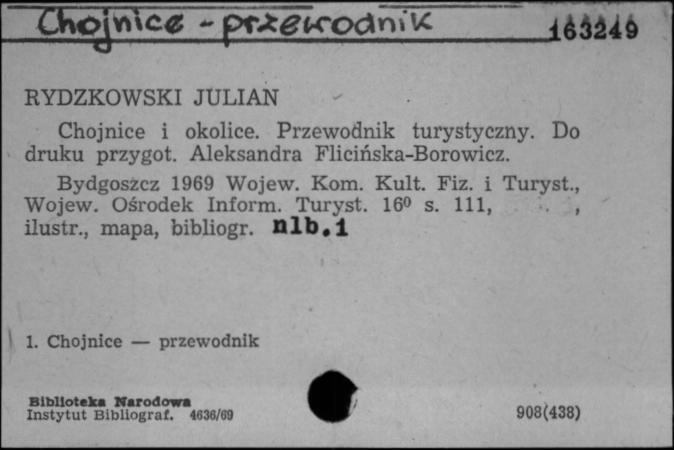 Chojnice - przewodnik 163249
RYDZKOWSKI JULIAN
Chojnice i okolice. Przewodnik turystyczny. Do
druku przygot. Aleksandra Flicińska-Borowicz.
Bydgoszcz 1969 Wojew. Kom. Kult. Fiz. i Turyst.,
Wojew. Ośrodek Inform. Turyst. 16⁰ s. 111, ,
ilustr., mapa, bibliogr. nlb.1
1. Chojnice — przewodnik
Biblioteka Narodowa
Instytut Bibliograf. 4636/69 908(438)